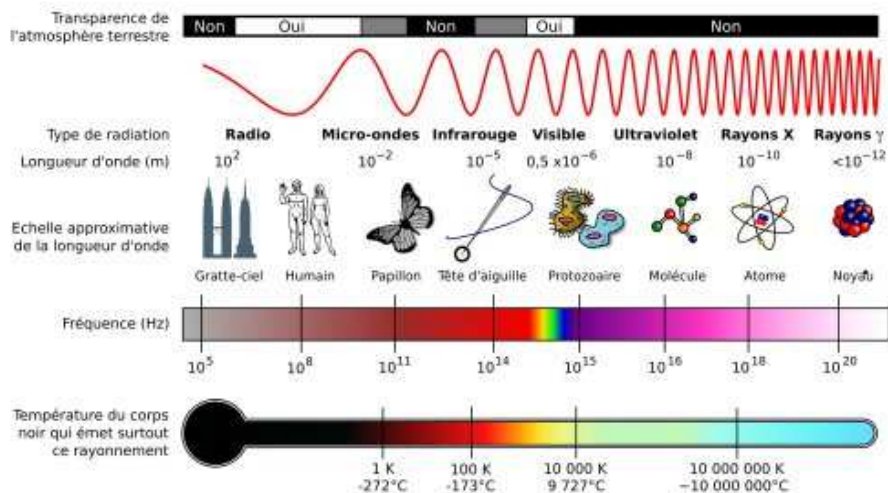 Transparence de
l'atmosphère terrestre
Non Oui Non Oui Non
Type de radiation Radio Micro-ondes Infrarouge Visible Ultraviolet Rayons X Rayons γ
Longueur d'onde (m) 10² 10⁻² 10⁻⁵ 0,5 x10⁻⁶ 10⁻⁸ 10⁻¹⁰ <10⁻¹²
Echelle approximative
de la longueur d'onde
Gratte-ciel Humain Papillon Tête d'aiguille Protozoaire Molécule Atome Noyau
Fréquence (Hz)
10⁵ 10⁸ 10¹¹ 10¹⁴ 10¹⁵ 10¹⁶ 10¹⁸ 10²⁰
Température du corps
noir qui émet surtout
ce rayonnement
1 K 100 K 10 000 K 10 000 000 K
-272°C -173°C 9 727°C ~10 000 000°C